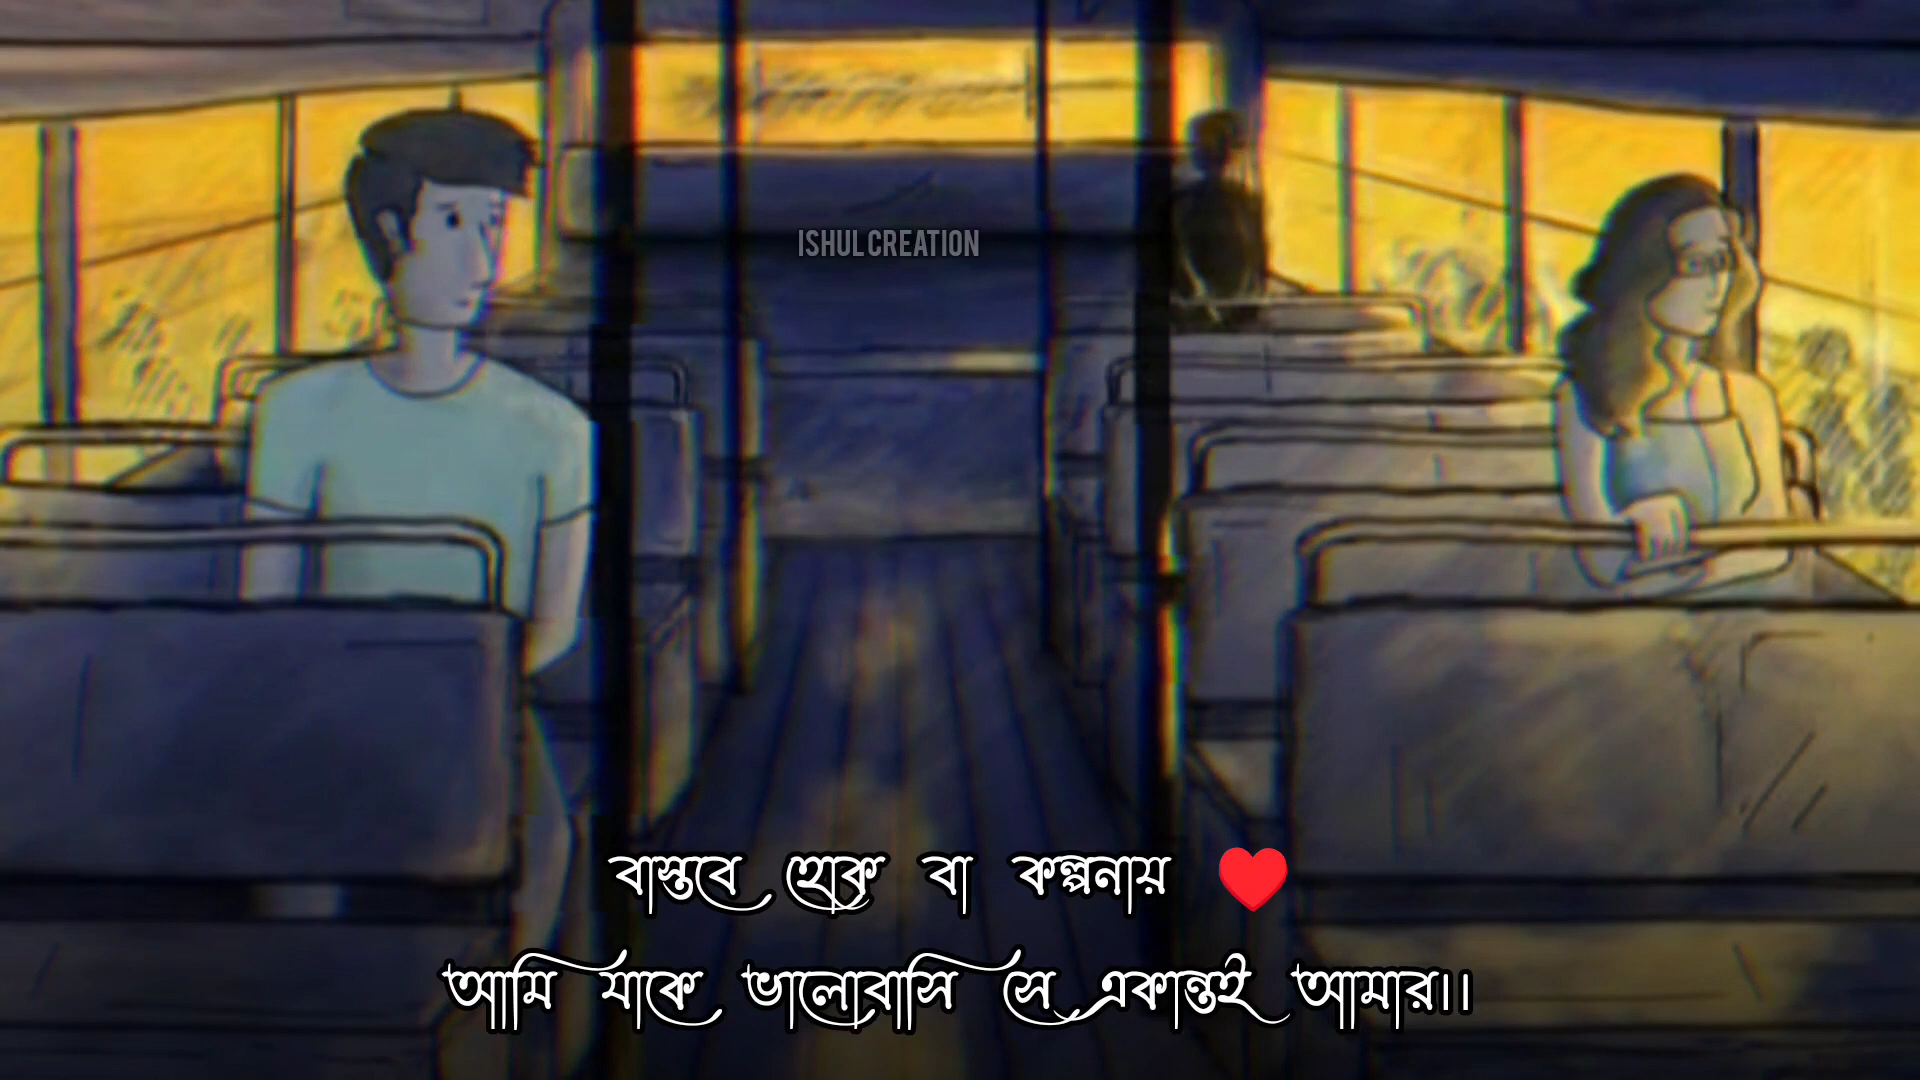 ISHUL CREATION
বাস্তবে হোক বা কল্পনায় ❤️
আমি যাকে ভালোবাসি সে একান্তই আমার।।